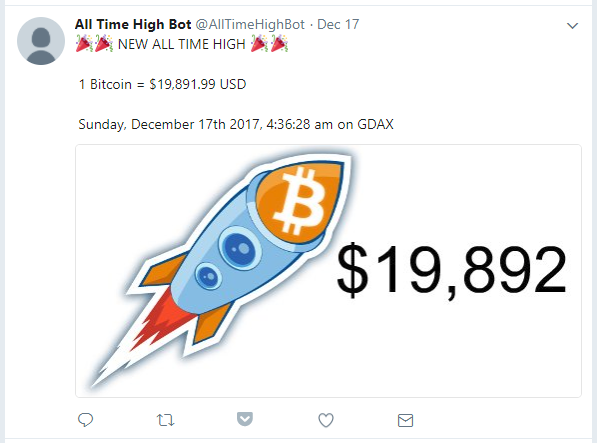 All Time High Bot @AllTimeHighBot · Dec 17
🎉🎉 NEW ALL TIME HIGH 🎉🎉
1 Bitcoin = $19,891.99 USD
Sunday, December 17th 2017, 4:36:28 am on GDAX
$19,892